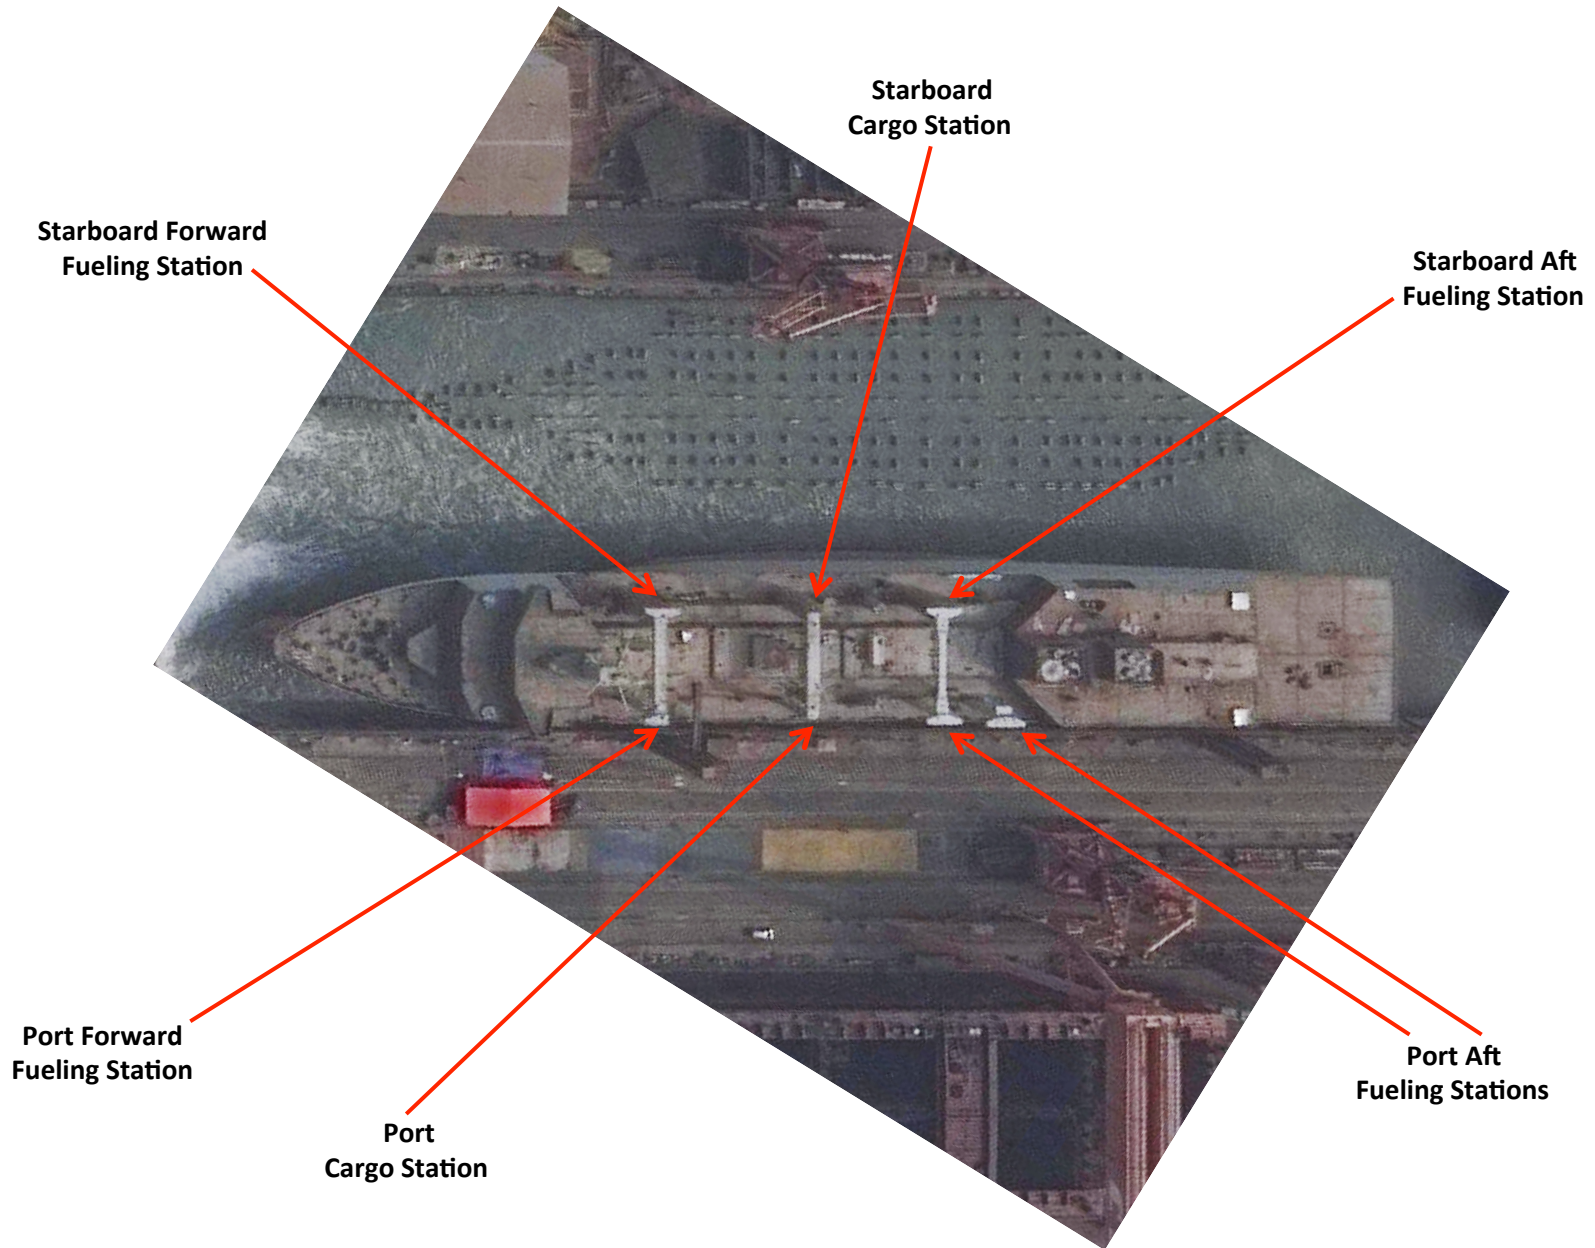 Starboard
Cargo Station
Starboard Forward
Fueling Station
Starboard Aft
Fueling Station
Port Forward
Fueling Station
Port
Cargo Station
Port Aft
Fueling Stations